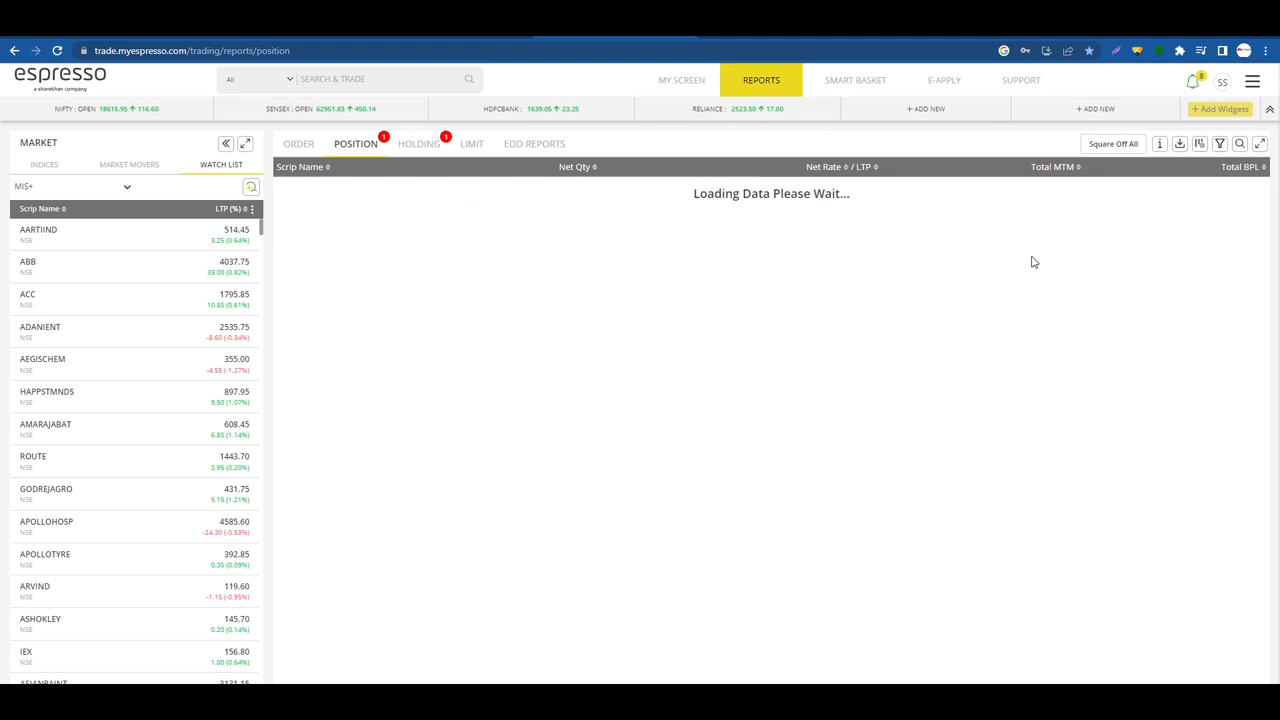 trade.myespresso.com/trading/reports/position
espresso
a sharekhan company
All
SEARCH & TRADE
MY SCREEN
REPORTS
SMART BASKET
E-APPLY
SUPPORT
8
SS
NIFTY : OPEN 18615.95 ↑ 116.60
SENSEX : OPEN 62951.83 ↑ 450.14
HDFCBANK : 1639.05 ↑ 23.25
RELIANCE : 2523.50 ↑ 17.00
+ ADD NEW
+ ADD NEW
+ Add Widgets
MARKET
INDICES
MARKET MOVERS
WATCH LIST
MIS+
Scrip Name
LTP (%)
AARTIIND 514.45
NSE 3.25 (0.64%)
ABB 4037.75
NSE 33.00 (0.82%)
ACC 1795.85
NSE 10.85 (0.61%)
ADANIENT 2535.75
NSE -8.60 (-0.34%)
AEGISCHEM 355.00
NSE -4.55 (-1.27%)
HAPPSTMNDS 897.95
NSE 9.50 (1.07%)
AMARAJABAT 608.45
NSE 6.85 (1.14%)
ROUTE 1443.70
NSE 2.95 (0.20%)
GODREJAGRO 431.75
NSE 5.15 (1.21%)
APOLLOHOSP 4585.60
NSE -24.30 (-0.53%)
APOLLOTYRE 392.85
NSE 0.35 (0.09%)
ARVIND 119.60
NSE -1.15 (-0.95%)
ASHOKLEY 145.70
NSE 0.20 (0.14%)
IEX 156.80
NSE 1.00 (0.64%)
ASIANPAINT 3131.15
ORDER
POSITION
1
HOLDING
1
LIMIT
EOD REPORTS
Square Off All
Scrip Name
Net Qty
Net Rate / LTP
Total MTM
Total BPL
Loading Data Please Wait...